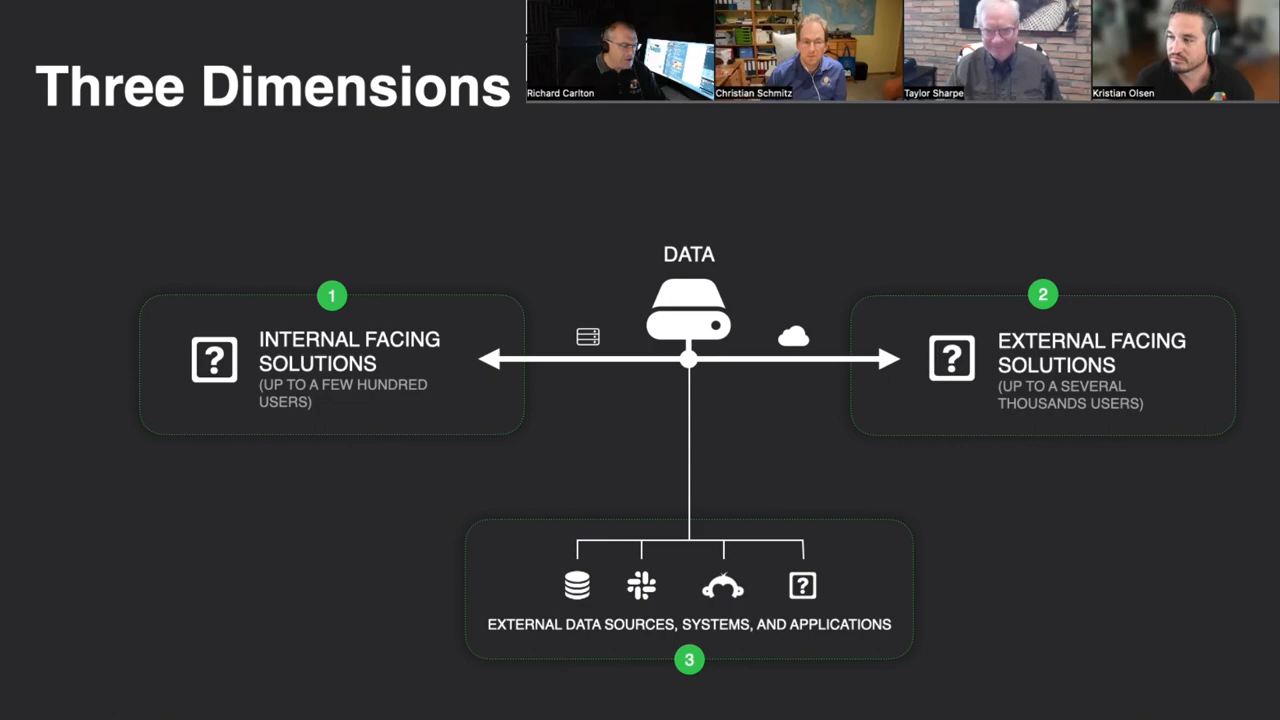 Three Dimensions
Richard Carlton
Christian Schmitz
Taylor Sharpe
Kristian Olsen
DATA
1
INTERNAL FACING
SOLUTIONS
(UP TO A FEW HUNDRED
USERS)
2
EXTERNAL FACING
SOLUTIONS
(UP TO A SEVERAL
THOUSANDS USERS)
?
?
?
EXTERNAL DATA SOURCES, SYSTEMS, AND APPLICATIONS
3